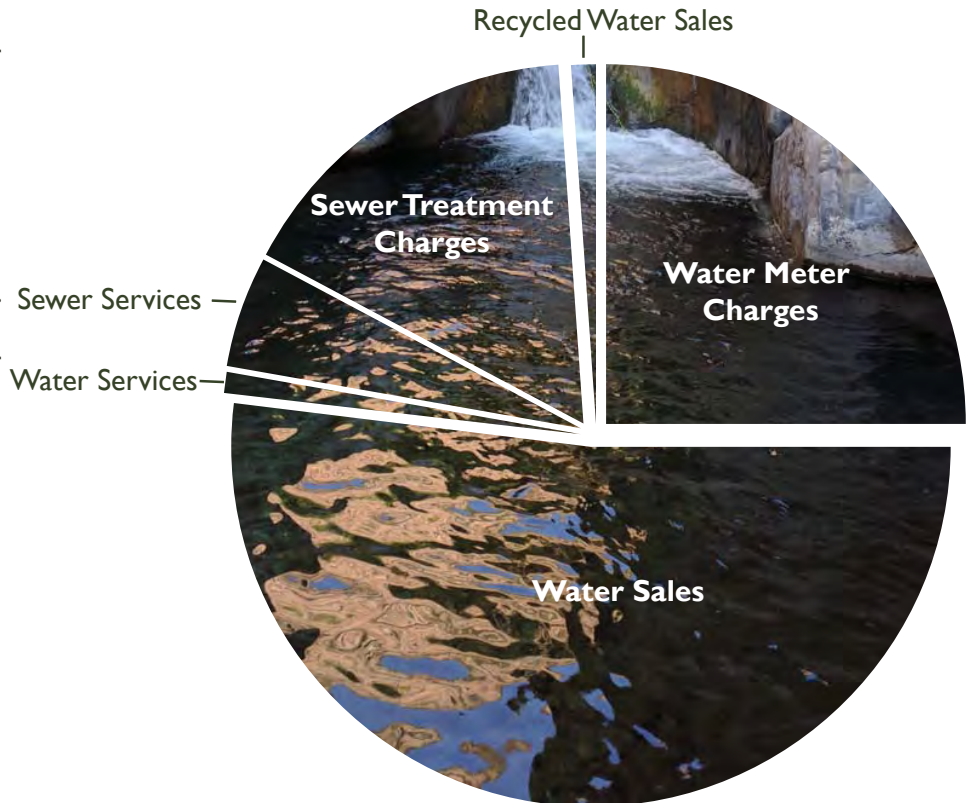 Recycled Water Sales
Sewer Treatment
Charges
Water Meter
Charges
Sewer Services
Water Services
Water Sales